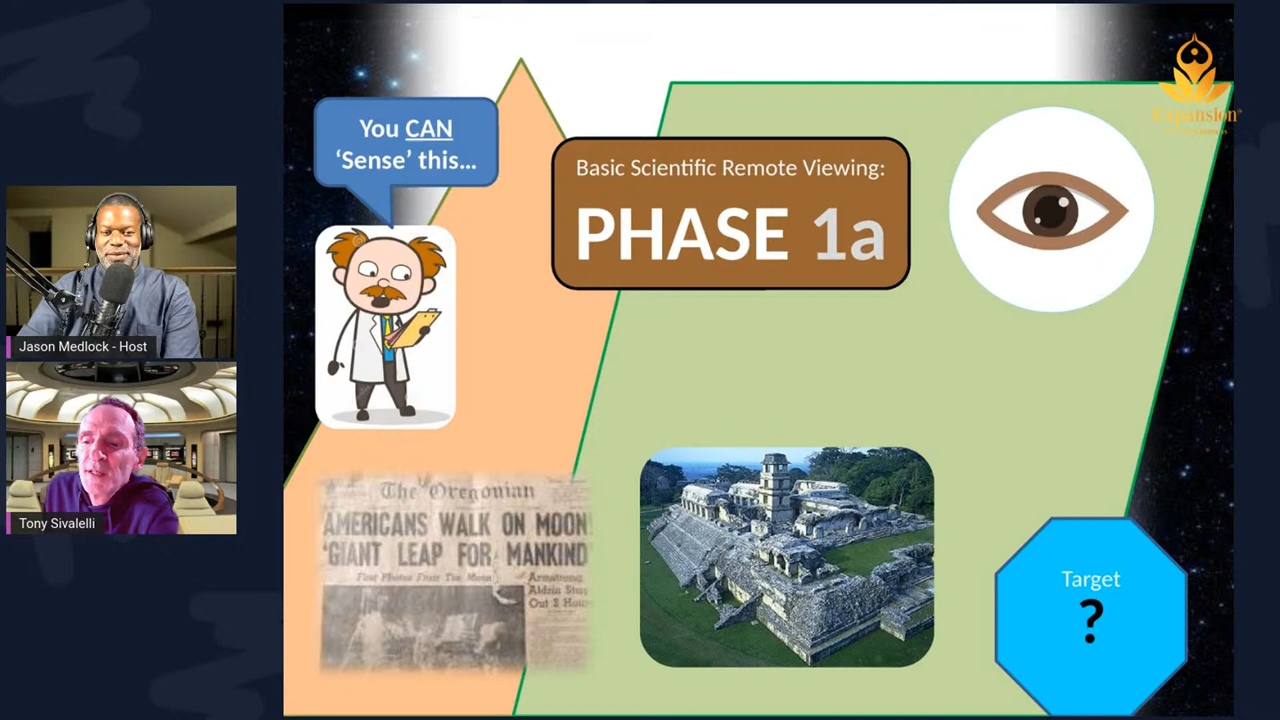 You CAN
‘Sense’ this...
Basic Scientific Remote Viewing:
PHASE 1a
Expansion
Jason Medlock - Host
Tony Sivalelli
The Oregonian
AMERICANS WALK ON MOON!
'GIANT LEAP FOR MANKIND'
First Photos From The Moon
Armstrong,
Aldrin Stay
Out 2 Hours
Target
?